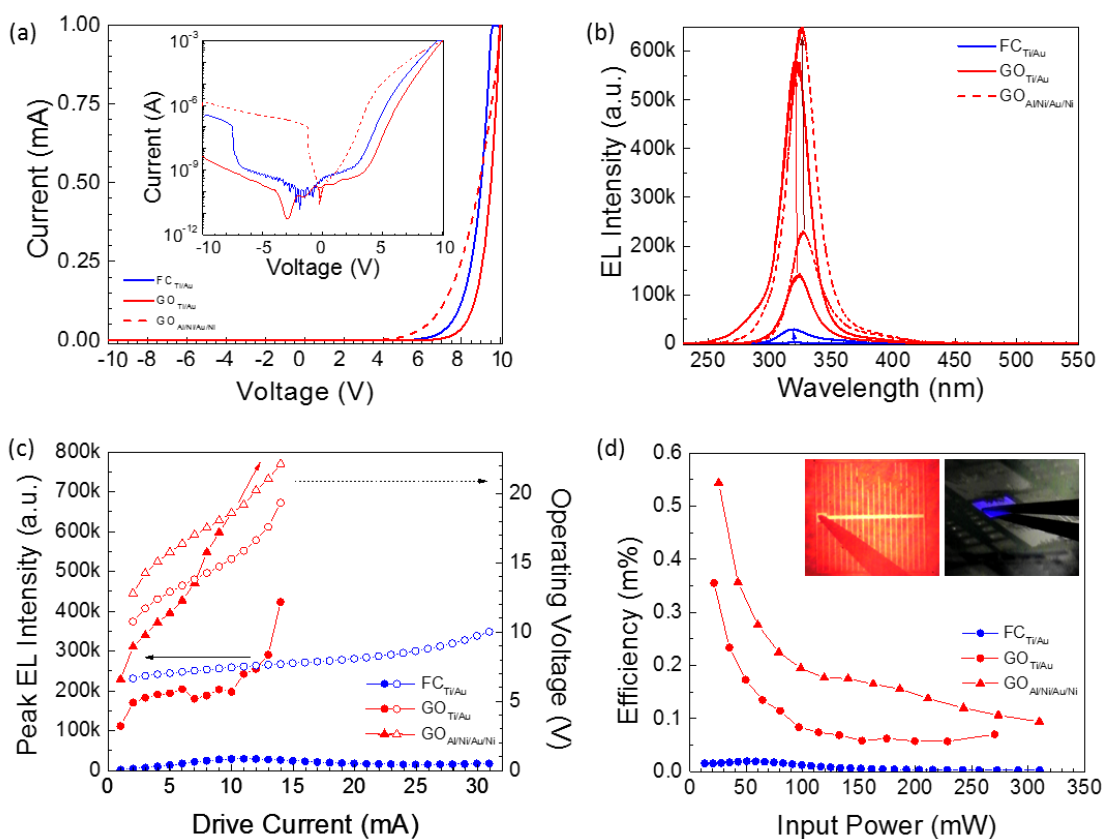 (a)
Current (mA)
1.00
0.75
0.50
0.25
0.00
-10 -8 -6 -4 -2 0 2 4 6 8 10
Voltage (V)
FC Ti/Au
GO Ti/Au
GO Al/Ni/Au/Ni
Current (A)
10-3
10-6
10-9
10-12
-10 -5 0 5 10
Voltage (V)
(b)
EL Intensity (a.u.)
600k
500k
400k
300k
200k
100k
0
250 300 350 400 450 500 550
Wavelength (nm)
FC Ti/Au
GO Ti/Au
GO Al/Ni/Au/Ni
(c)
Peak EL Intensity (a.u.)
800k
700k
600k
500k
400k
300k
200k
100k
0
0 5 10 15 20 25 30
Drive Current (mA)
20
15
10
5
0
Operating Voltage (V)
FC Ti/Au
GO Ti/Au
GO Al/Ni/Au/Ni
(d)
Efficiency (m%)
0.6
0.5
0.4
0.3
0.2
0.1
0.0
0 50 100 150 200 250 300 350
Input Power (mW)
FC Ti/Au
GO Ti/Au
GO Al/Ni/Au/Ni